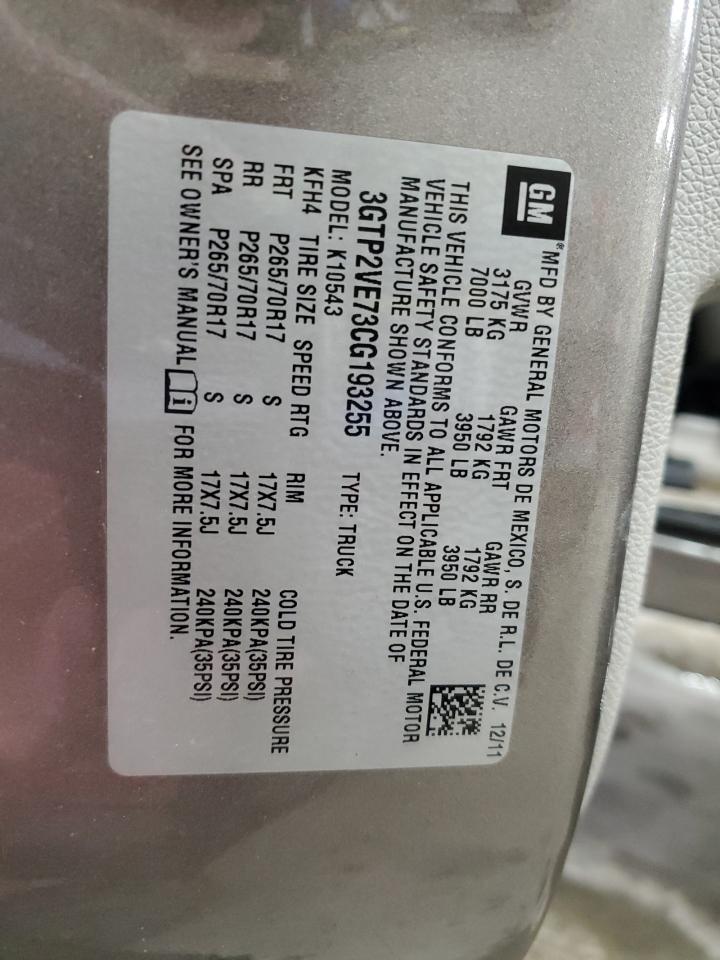 GM
® MFD BY GENERAL MOTORS DE MEXICO, S. DE R.L. DE C.V. 12/11
GVWR GAWR FRT GAWR RR
3175 KG 1792 KG 1792 KG
7000 LB 3950 LB 3950 LB
THIS VEHICLE CONFORMS TO ALL APPLICABLE U.S. FEDERAL MOTOR
VEHICLE SAFETY STANDARDS IN EFFECT ON THE DATE OF
MANUFACTURE SHOWN ABOVE.
3GTP2VE73CG193255 TYPE: TRUCK
MODEL: K10543
KFH4 TIRE SIZE SPEED RTG RIM COLD TIRE PRESSURE
FRT P265/70R17 S 17X7.5J 240KPA(35PSI)
RR P265/70R17 S 17X7.5J 240KPA(35PSI)
SPA P265/70R17 S 17X7.5J 240KPA(35PSI)
SEE OWNER'S MANUAL i FOR MORE INFORMATION.